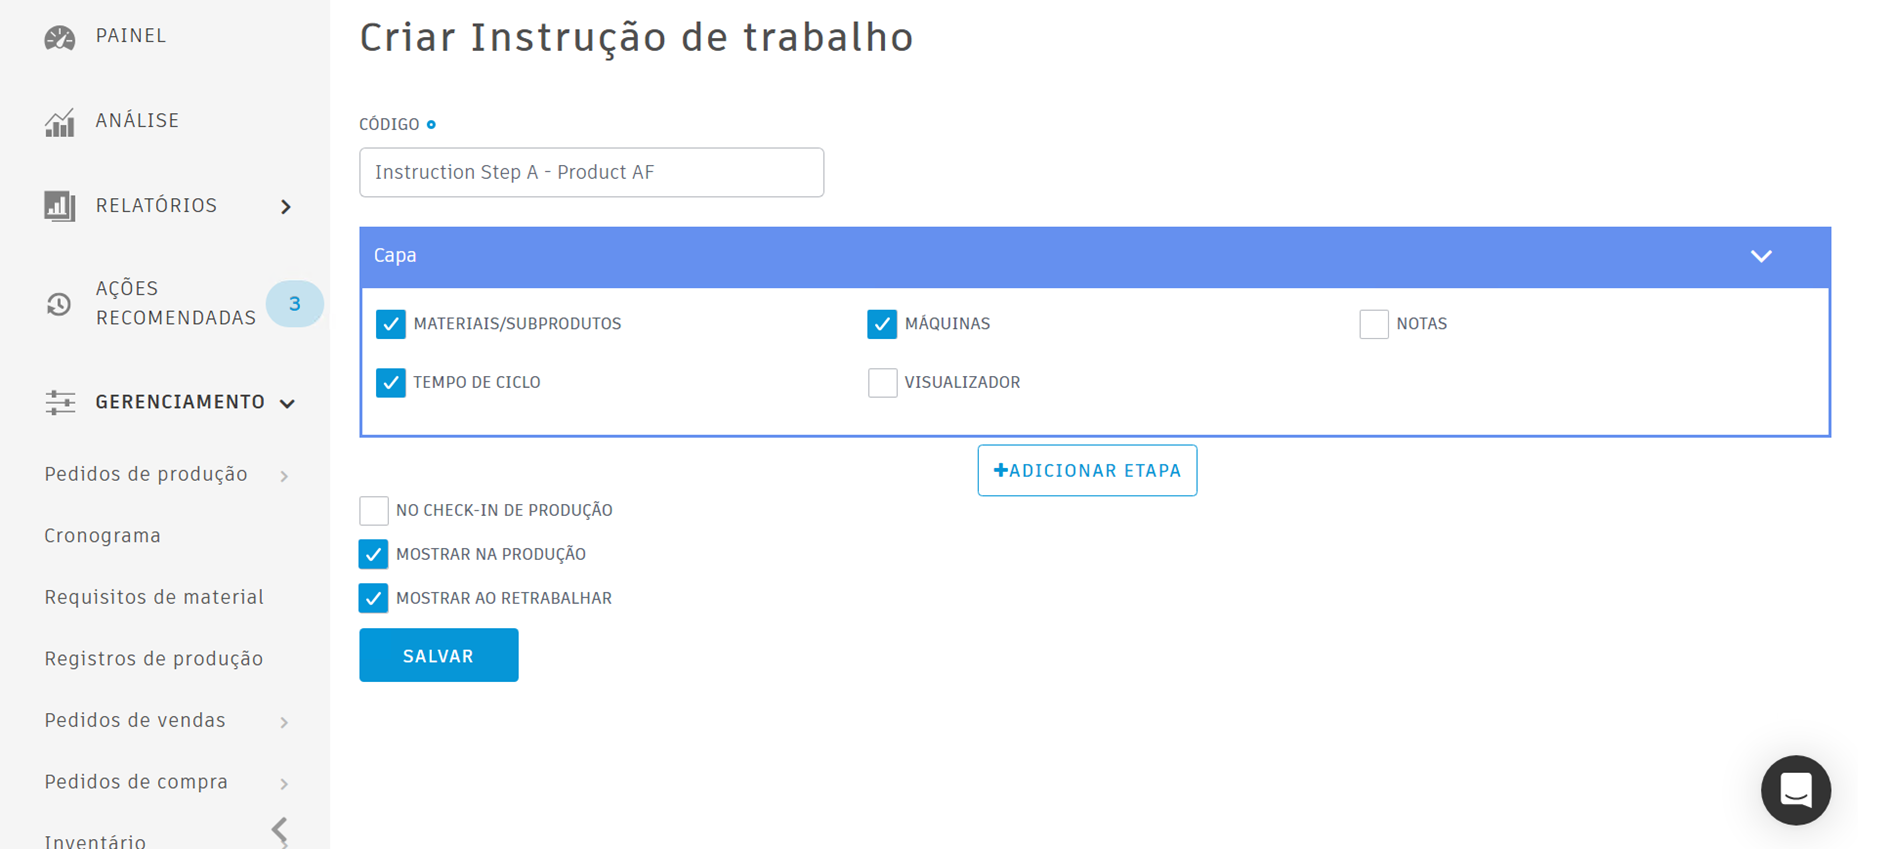 PAINEL
ANÁLISE
RELATÓRIOS
AÇÕES
RECOMENDADAS
3
GERENCIAMENTO
Pedidos de produção
Cronograma
Requisitos de material
Registros de produção
Pedidos de vendas
Pedidos de compra
Inventário
Criar Instrução de trabalho
CÓDIGO
Instruction Step A - Product AF
Capa
MATERIAIS/SUBPRODUTOS
MÁQUINAS
NOTAS
TEMPO DE CICLO
VISUALIZADOR
+ADICIONAR ETAPA
NO CHECK-IN DE PRODUÇÃO
MOSTRAR NA PRODUÇÃO
MOSTRAR AO RETRABALHAR
SALVAR